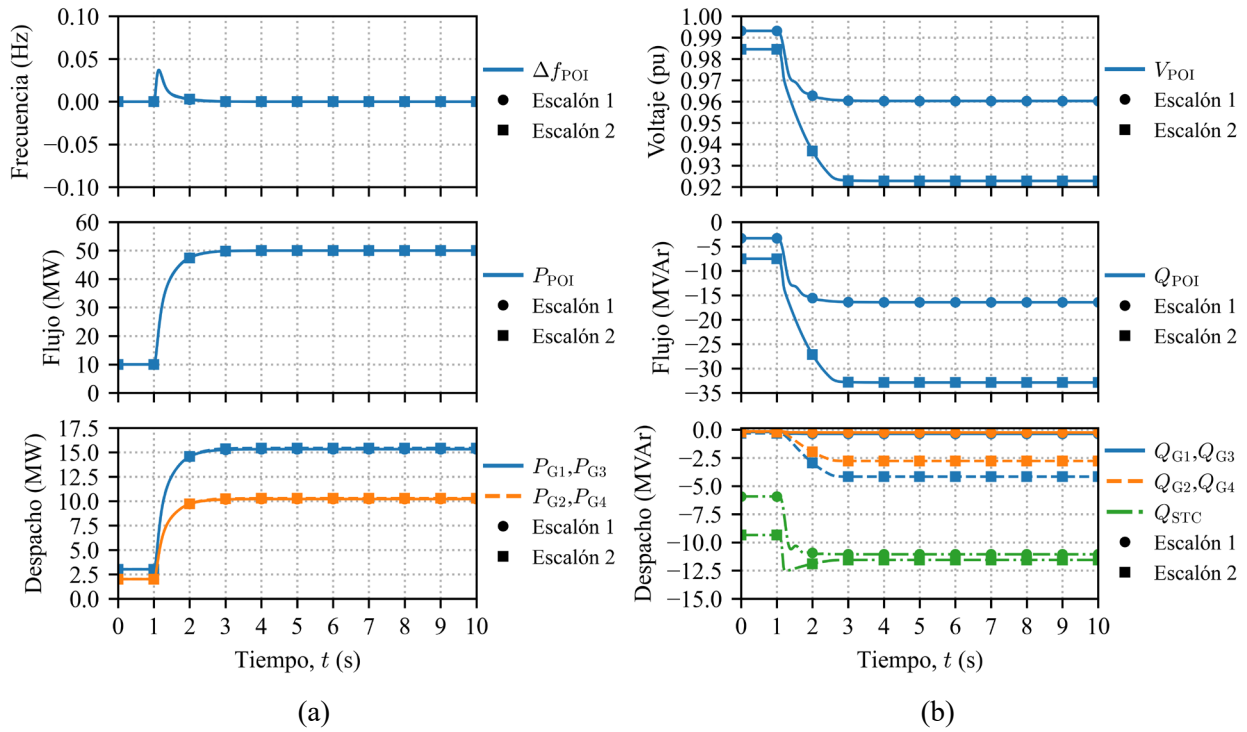 0.10
0.05
0.00
−0.05
−0.10
Frecuencia (Hz)
Δf_POI
Escalón 1
Escalón 2
60
50
40
30
20
10
0
Flujo (MW)
P_POI
Escalón 1
Escalón 2
17.5
15.0
12.5
10.0
7.5
5.0
2.5
0.0
Despacho (MW)
P_G1,P_G3
P_G2,P_G4
Escalón 1
Escalón 2
0 1 2 3 4 5 6 7 8 9 10
Tiempo, t (s)
(a)
1.00
0.99
0.98
0.97
0.96
0.95
0.94
0.93
0.92
Voltaje (pu)
V_POI
Escalón 1
Escalón 2
0
−5
−10
−15
−20
−25
−30
−35
Flujo (MVAr)
Q_POI
Escalón 1
Escalón 2
0.0
−2.5
−5.0
−7.5
−10.0
−12.5
−15.0
Despacho (MVAr)
Q_G1,Q_G3
Q_G2,Q_G4
Q_STC
Escalón 1
Escalón 2
0 1 2 3 4 5 6 7 8 9 10
Tiempo, t (s)
(b)